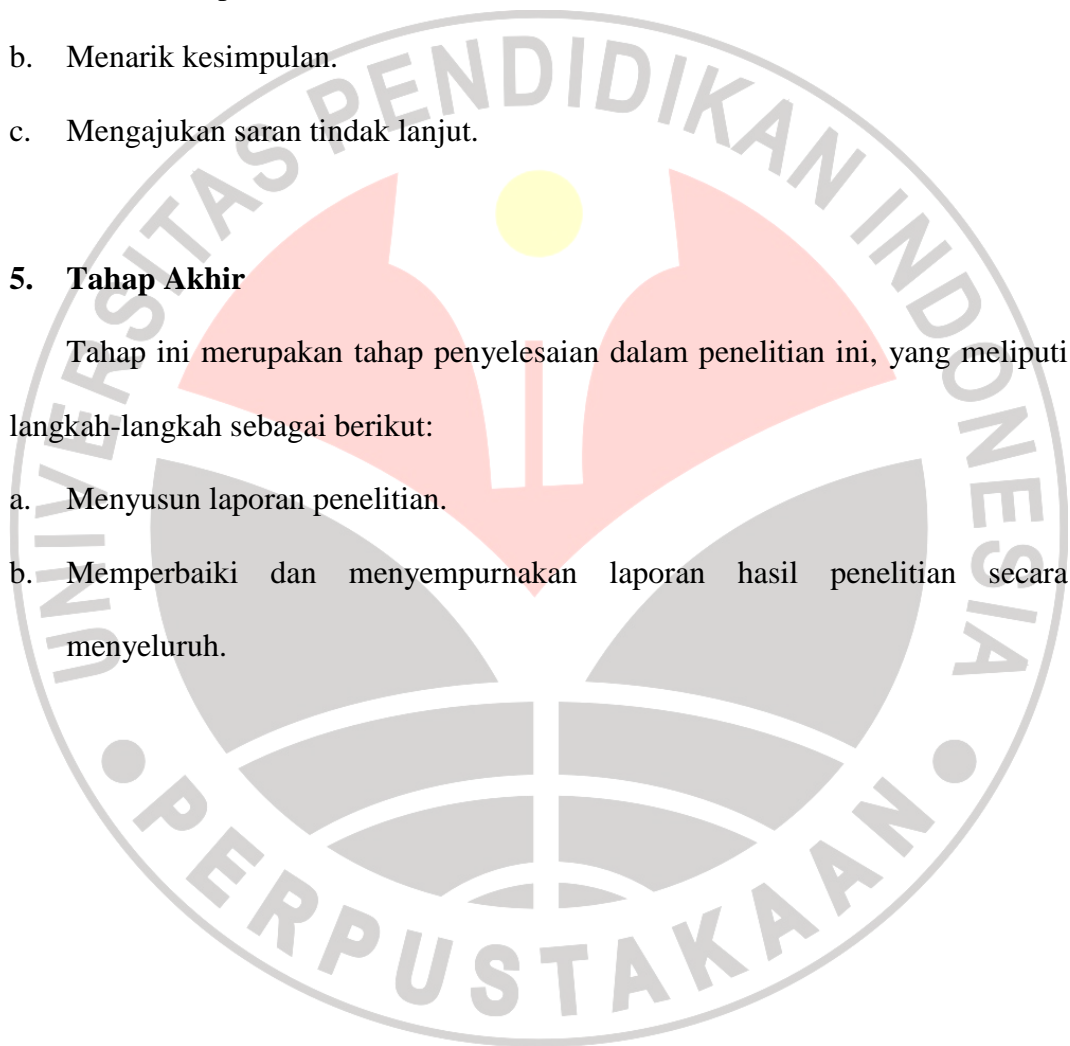 b. Menarik kesimpulan.
c. Mengajukan saran tindak lanjut.
5. Tahap Akhir
Tahap ini merupakan tahap penyelesaian dalam penelitian ini, yang meliputi
langkah-langkah sebagai berikut:
a. Menyusun laporan penelitian.
b. Memperbaiki dan menyempurnakan laporan hasil penelitian secara
menyeluruh.
UNIVERSITAS PENDIDIKAN INDONESIA
PERPUSTAKAAN